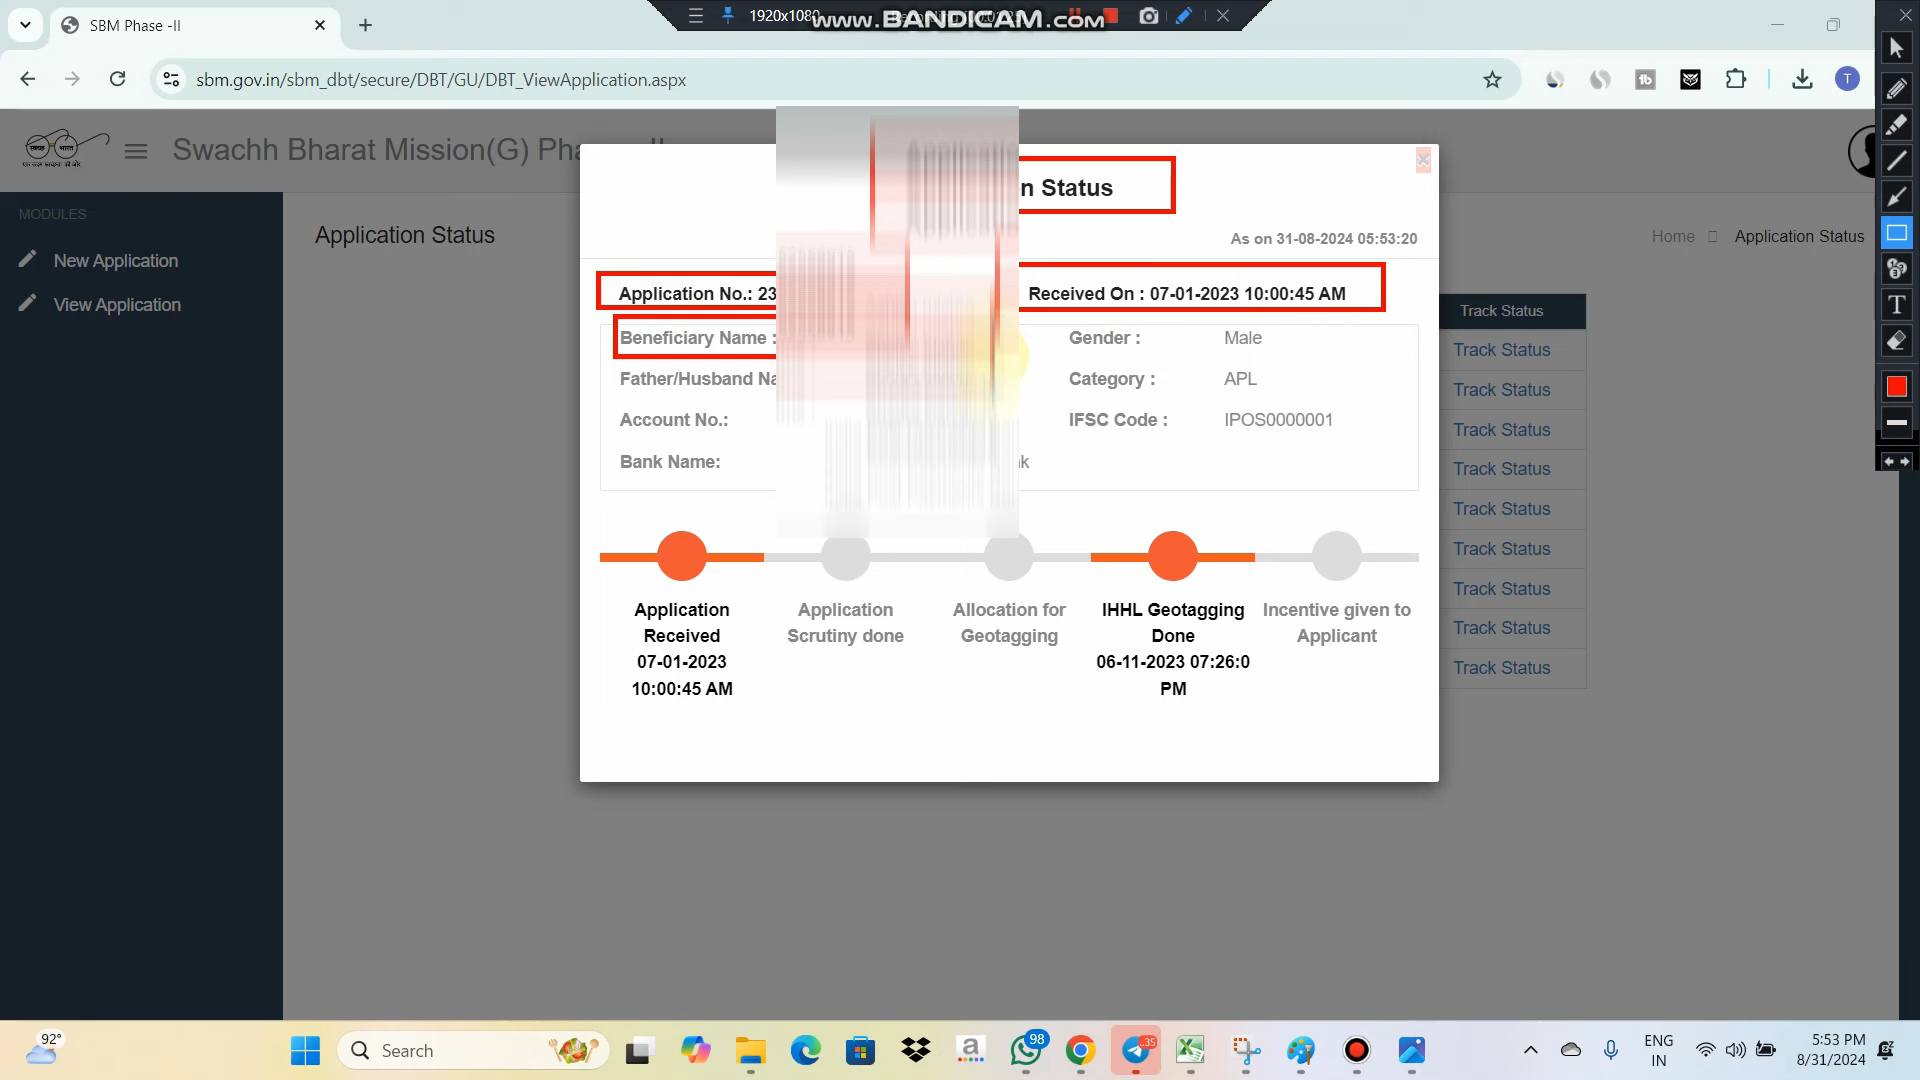 SBM Phase -II
1920x1080
www.BANDICAM.com
sbm.gov.in/sbm_dbt/secure/DBT/GU/DBT_ViewApplication.aspx
T
Swachh Bharat Mission(G)
MODULES
New Application
View Application
Application Status
Home
Application Status
Status
As on 31-08-2024 05:53:20
Application No.: 23
Received On : 07-01-2023 10:00:45 AM
Beneficiary Name :
Gender :
Male
Father/Husband
Category :
APL
Account No.:
IFSC Code :
IPOS0000001
Bank Name:
Track Status
Track Status
Track Status
Track Status
Track Status
Track Status
Track Status
Track Status
Track Status
Track Status
Application
Received
07-01-2023
10:00:45 AM
Application
Scrutiny done
Allocation for
Geotagging
IHHL Geotagging
Done
06-11-2023 07:26:0
PM
Incentive given to
Applicant
92°
Search
98
ENG
IN
5:53 PM
8/31/2024